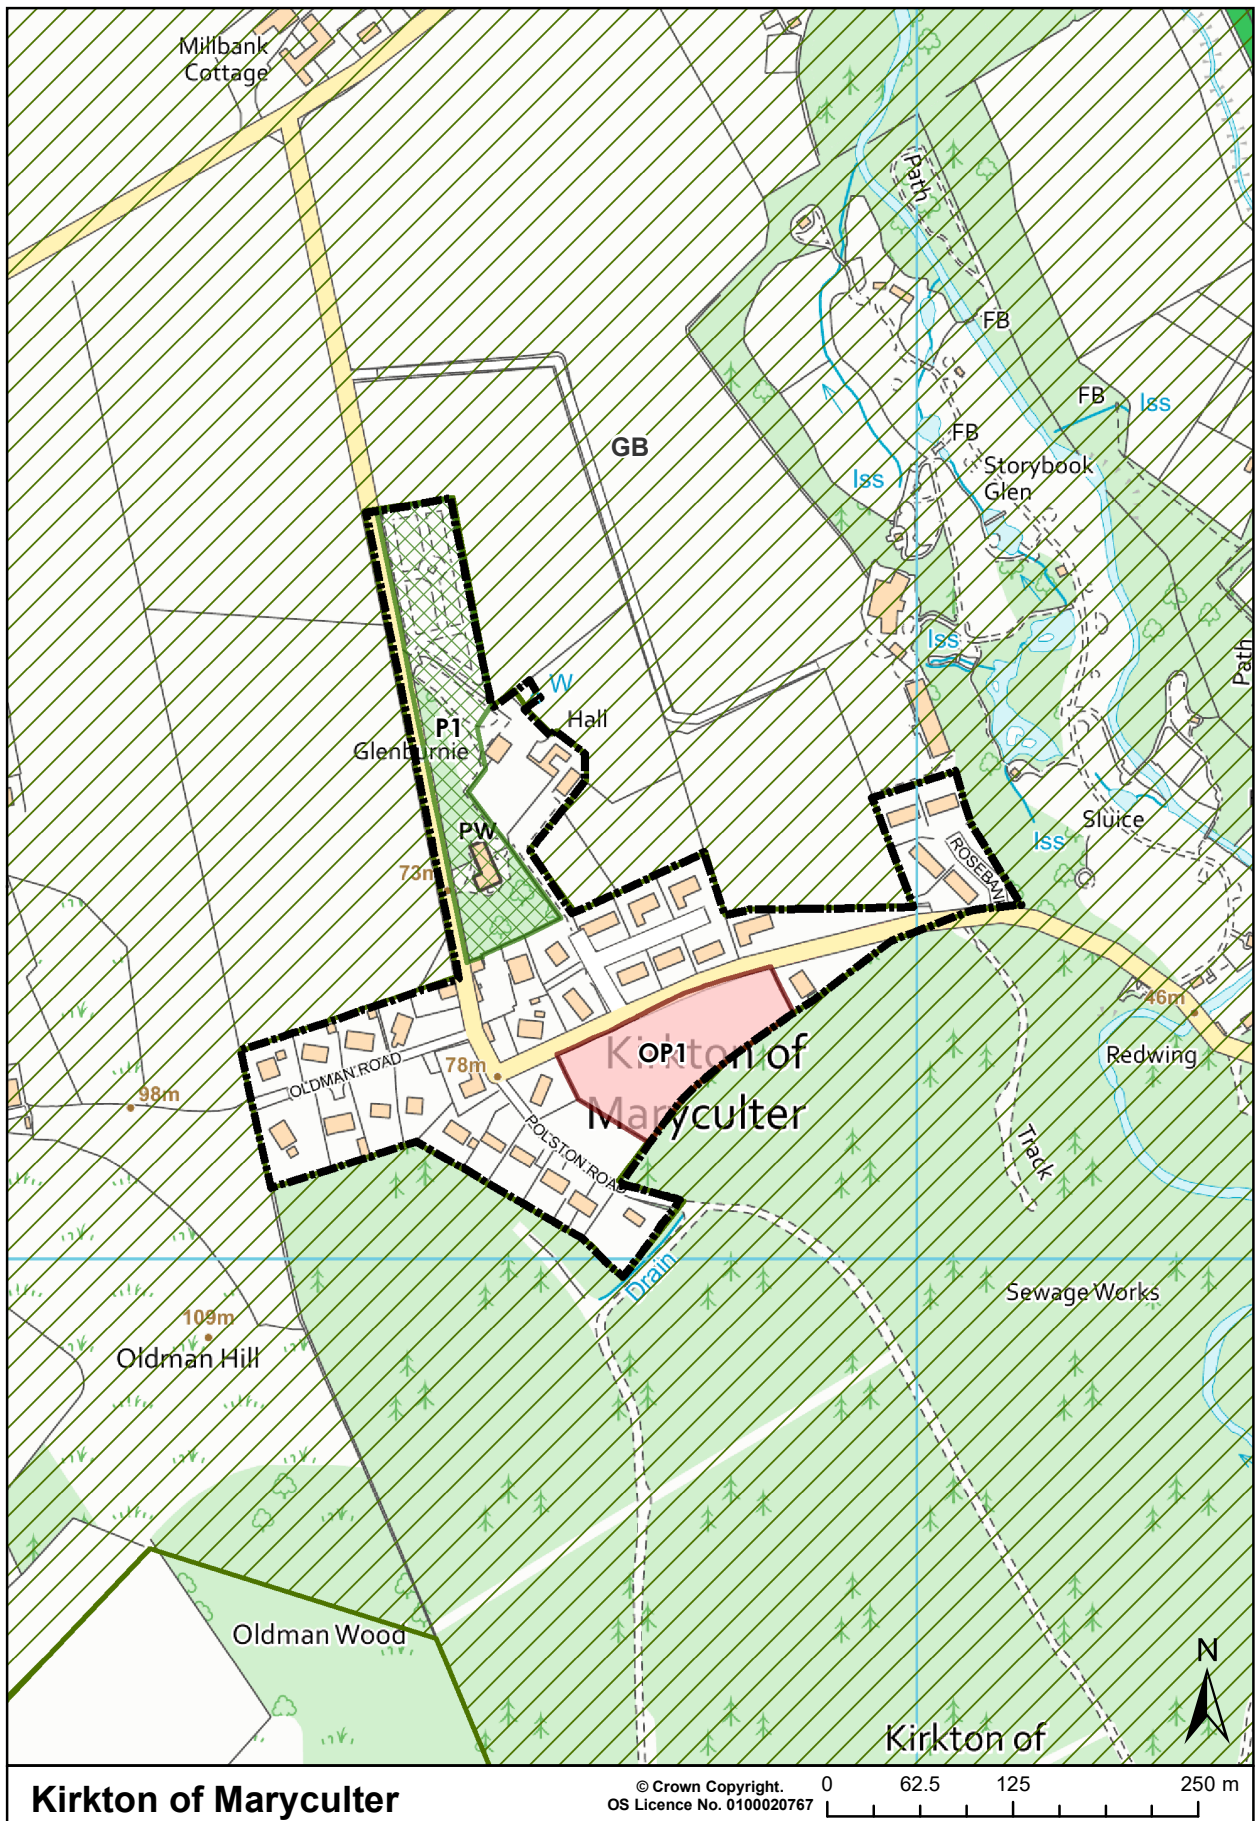 Millbank
Cottage
Path
FB
FB
Iss
FB
GB
Storybook
Glen
Iss
Iss
Path
W
Hall
P1
Glenburnie
PW
73m
Sluice
Iss
ROSEBANK
46m
Redwing
OP1
Kirkton of
Maryculter
78m
OLDMAN ROAD
98m
POLSTON ROAD
Track
Drain
Sewage Works
109m
Oldman Hill
Oldman Wood
N
Kirkton of
Kirkton of Maryculter
© Crown Copyright.
OS Licence No. 0100020767
0 62.5 125 250 m